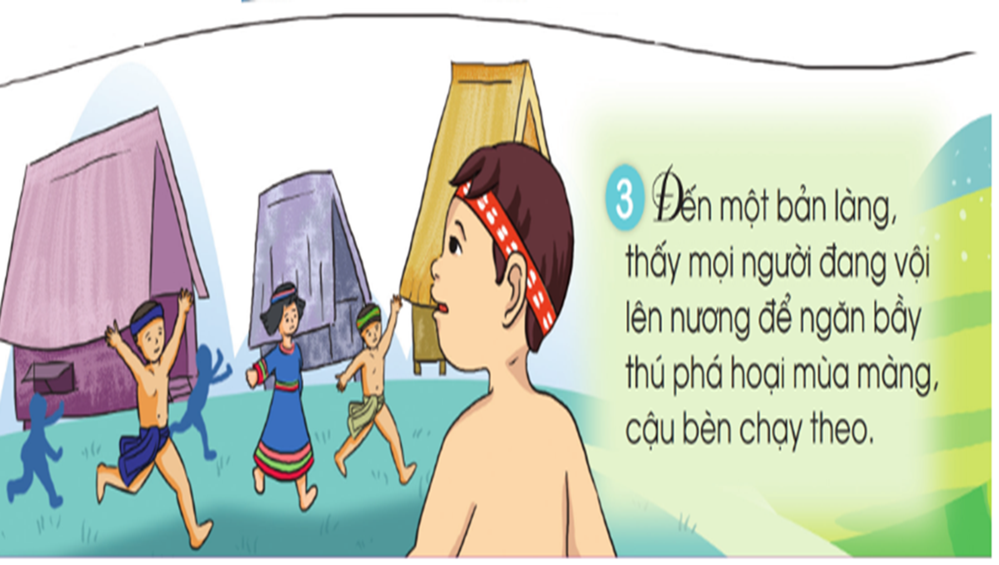 3 Đến một bản làng,
thấy mọi người đang vội
lên nương để ngăn bầy
thú phá hoại mùa màng,
cậu bèn chạy theo.